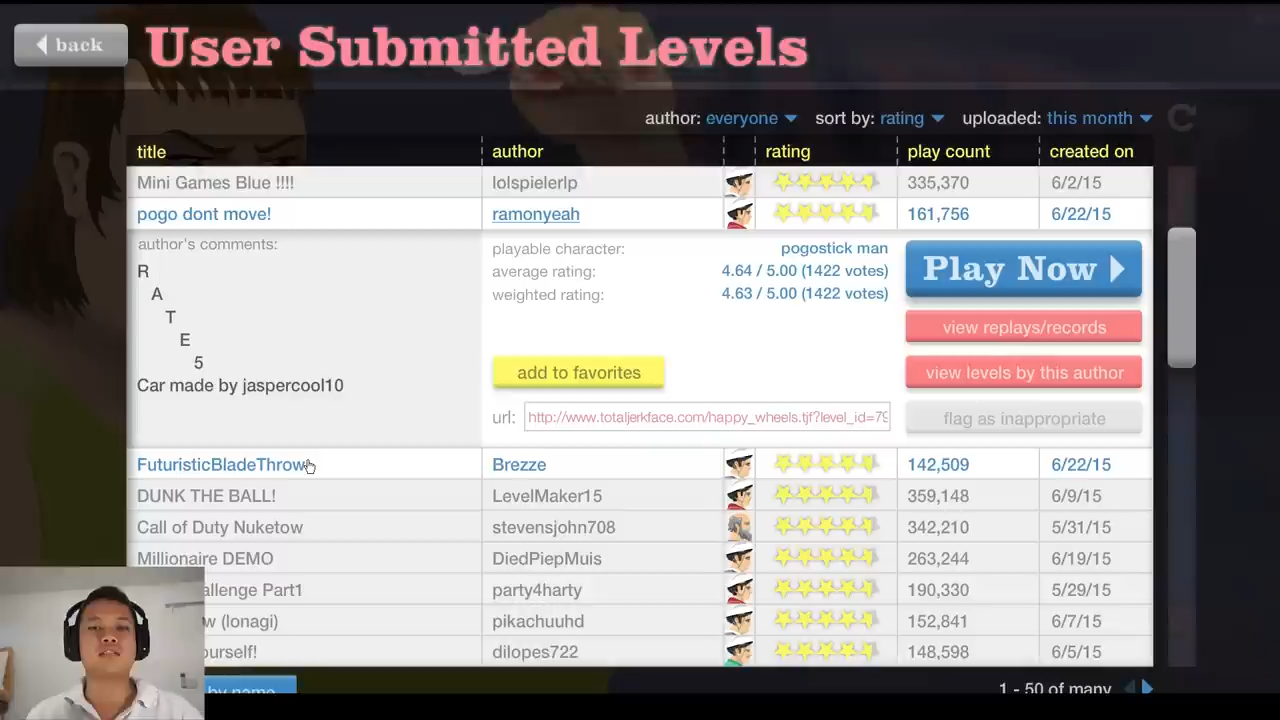 back
User Submitted Levels
author: everyone sort by: rating uploaded: this month
title author rating play count created on
Mini Games Blue !!!! lolspielerlp 335,370 6/2/15
pogo dont move! ramonyeah 161,756 6/22/15
author's comments:
R
A
T
E
5
Car made by jaspercool10
playable character: pogostick man
average rating: 4.64 / 5.00 (1422 votes)
weighted rating: 4.63 / 5.00 (1422 votes)
add to favorites
url: http://www.totaljerkface.com/happy_wheels.tjf?level_id=79
Play Now
view replays/records
view levels by this author
flag as inappropriate
FuturisticBladeThrow Brezze 142,509 6/22/15
DUNK THE BALL! LevelMaker15 359,148 6/9/15
Call of Duty Nuketow stevensjohn708 342,210 5/31/15
Millionaire DEMO DiedPiepMuis 263,244 6/19/15
allenge Part1 party4harty 190,330 5/29/15
w (lonagi) pikachuuhd 152,841 6/7/15
ourself! dilopes722 148,598 6/5/15
by name 1 - 50 of many